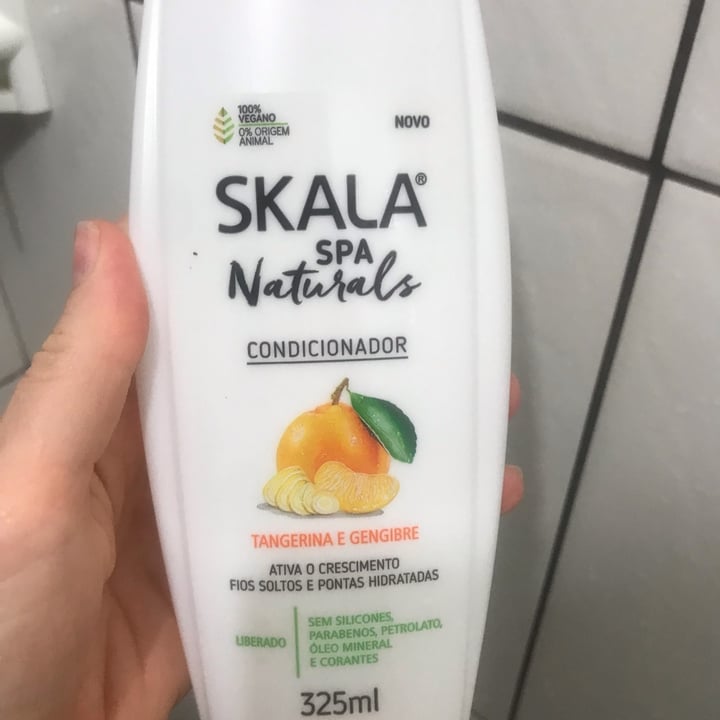 100%
VEGANO
0% ORIGEM
ANIMAL
NOVO
SKALA®
SPA
Naturals
CONDICIONADOR
TANGERINA E GENGIBRE
ATIVA O CRESCIMENTO
FIOS SOLTOS E PONTAS HIDRATADAS
LIBERADO
SEM SILICONES,
PARABENOS, PETROLATO,
ÓLEO MINERAL
E CORANTES
325ml